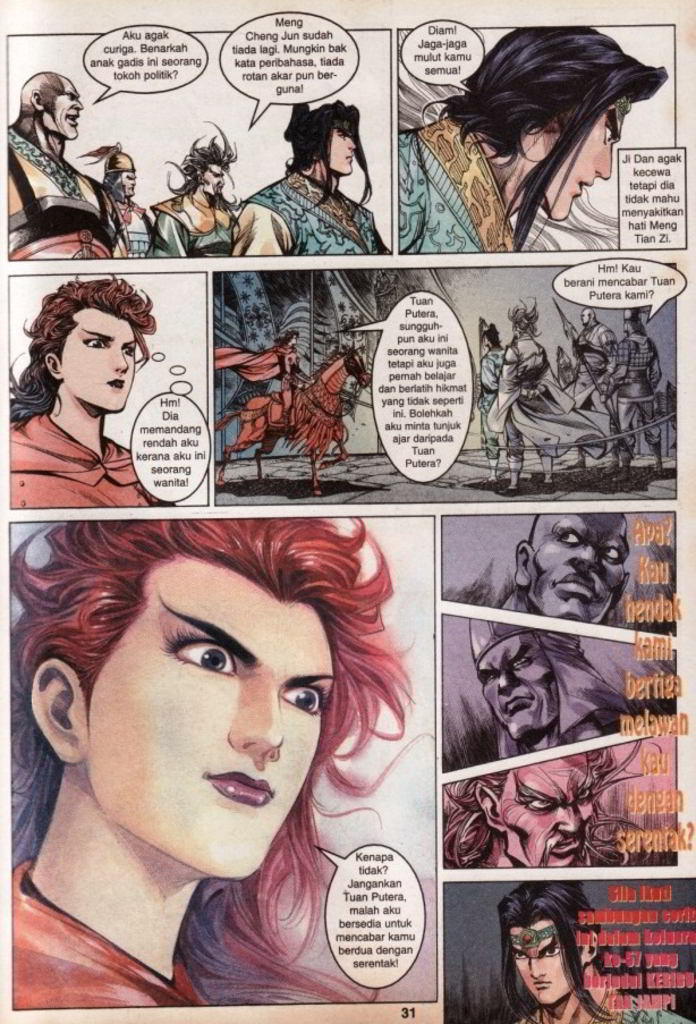 Aku agak
curiga. Benarkah
anak gadis ini seorang
tokoh politik?
Meng
Cheng Jun sudah
tiada lagi. Mungkin bak
kata peribahasa, tiada
rotan akar pun ber-
guna!
Diam!
Jaga-jaga
mulut kamu
semua!
Ji Dan agak
kecewa
tetapi dia
tidak mahu
menyakitkan
hati Meng
Tian Zi.
Hm!
Dia
memandang
rendah aku
kerana aku ini
seorang
wanita!
Tuan
Putera,
sungguh-
pun aku ini
seorang wanita
tetapi aku juga
pernah belajar
dan berlatih hikmat
yang tidak seperti
ini. Bolehkah
aku minta tunjuk
ajar daripada
Tuan
Putera?
Hm! Kau
berani mencabar Tuan
Putera kami?
Kenapa
tidak?
Jangankan
Tuan Putera,
malah aku
bersedia untuk
mencabar kamu
berdua dengan
serentak!
Apa?
Kau
hendak
kami
bertiga
melawan
kau
dengan
serentak?
Sila ikuti
sambungan cerita
ini dalam keluaran
ke-57 yang
berjudul
31